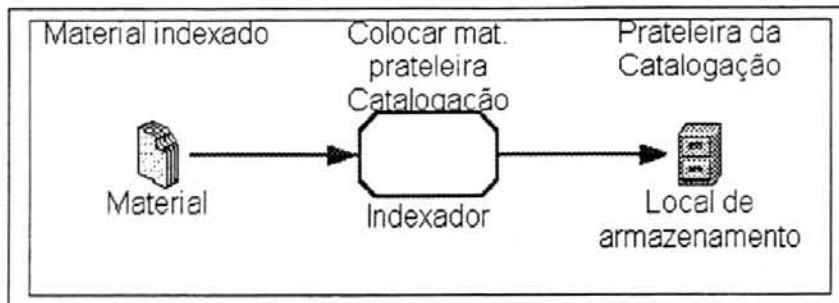 Material indexado
Colocar mat.
prateleira
Catalogação
Prateleira da
Catalogação
Material
Indexador
Local de
armazenamento